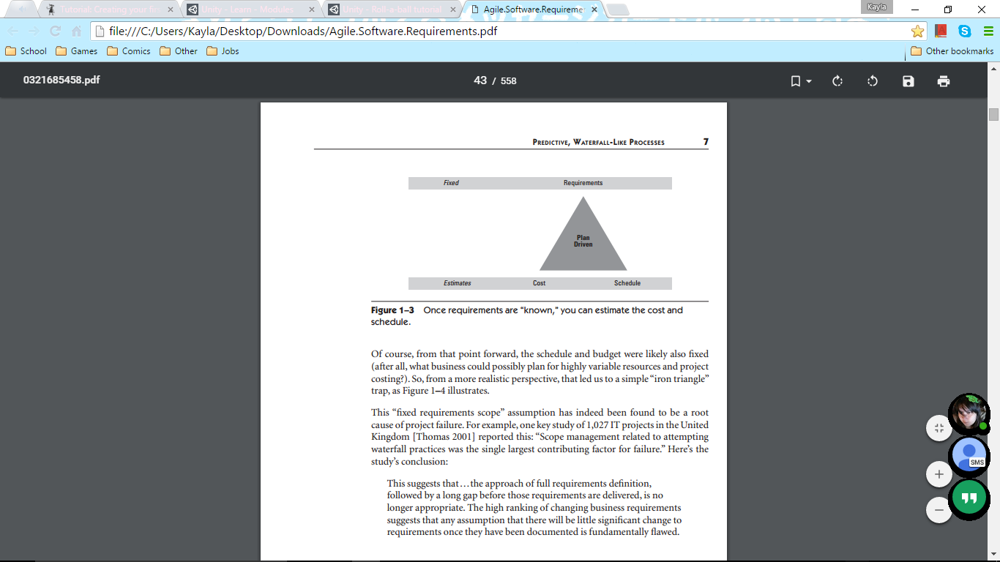 Tutorial: Creating your fir
Unity - Learn - Modules
Unity - Roll-a-ball tutorial
Agile.Software.Requireme
Kayla
file:///C:/Users/Kayla/Desktop/Downloads/Agile.Software.Requirements.pdf
School Games Comics Other Jobs Other bookmarks
0321685458.pdf 43 / 558
PREDICTIVE, WATERFALL-LIKE PROCESSES 7
Fixed Requirements
Plan
Driven
Estimates Cost Schedule
Figure 1–3 Once requirements are “known,” you can estimate the cost and
schedule.
Of course, from that point forward, the schedule and budget were likely also fixed
(after all, what business could possibly plan for highly variable resources and project
costing?). So, from a more realistic perspective, that led us to a simple “iron triangle”
trap, as Figure 1–4 illustrates.
This “fixed requirements scope” assumption has indeed been found to be a root
cause of project failure. For example, one key study of 1,027 IT projects in the United
Kingdom [Thomas 2001] reported this: “Scope management related to attempting
waterfall practices was the single largest contributing factor for failure.” Here’s the
study’s conclusion:
This suggests that…the approach of full requirements definition,
followed by a long gap before those requirements are delivered, is no
longer appropriate. The high ranking of changing business requirements
suggests that any assumption that there will be little significant change to
requirements once they have been documented is fundamentally flawed.
SMS